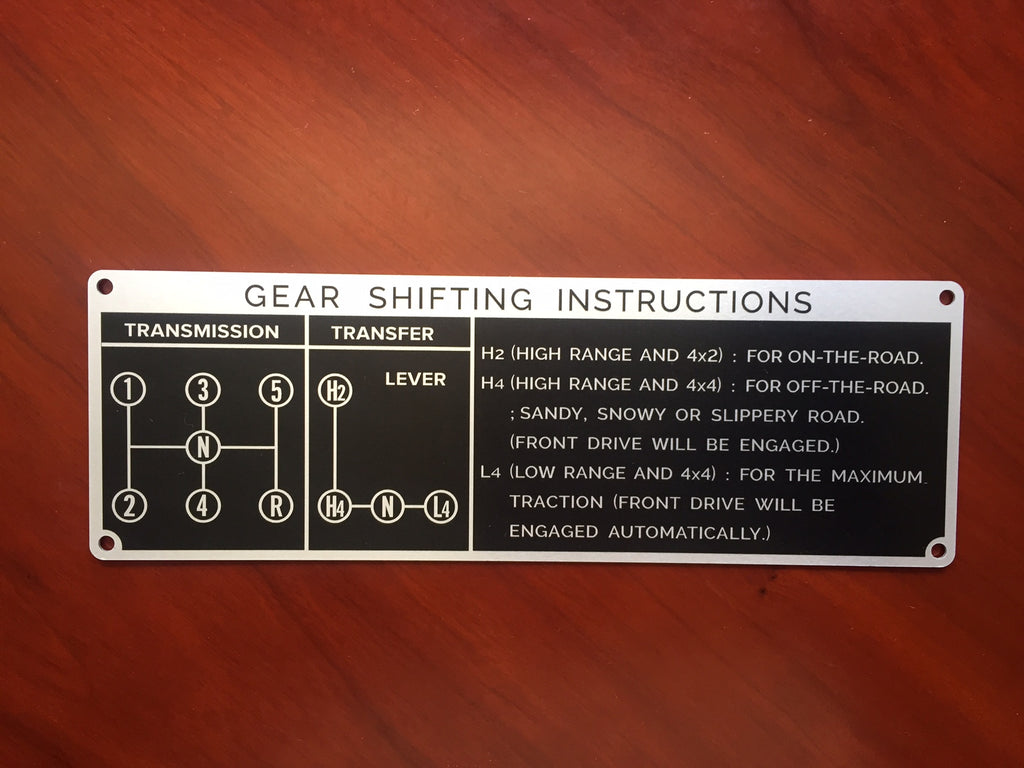 GEAR SHIFTING INSTRUCTIONS
TRANSMISSION
1 3 5
N
2 4 R
TRANSFER
LEVER
H2
H4 N L4
H2 (HIGH RANGE AND 4x2) : FOR ON-THE-ROAD.
H4 (HIGH RANGE AND 4x4) : FOR OFF-THE-ROAD.
; SANDY, SNOWY OR SLIPPERY ROAD.
(FRONT DRIVE WILL BE ENGAGED.)
L4 (LOW RANGE AND 4x4) : FOR THE MAXIMUM
TRACTION (FRONT DRIVE WILL BE
ENGAGED AUTOMATICALLY.)